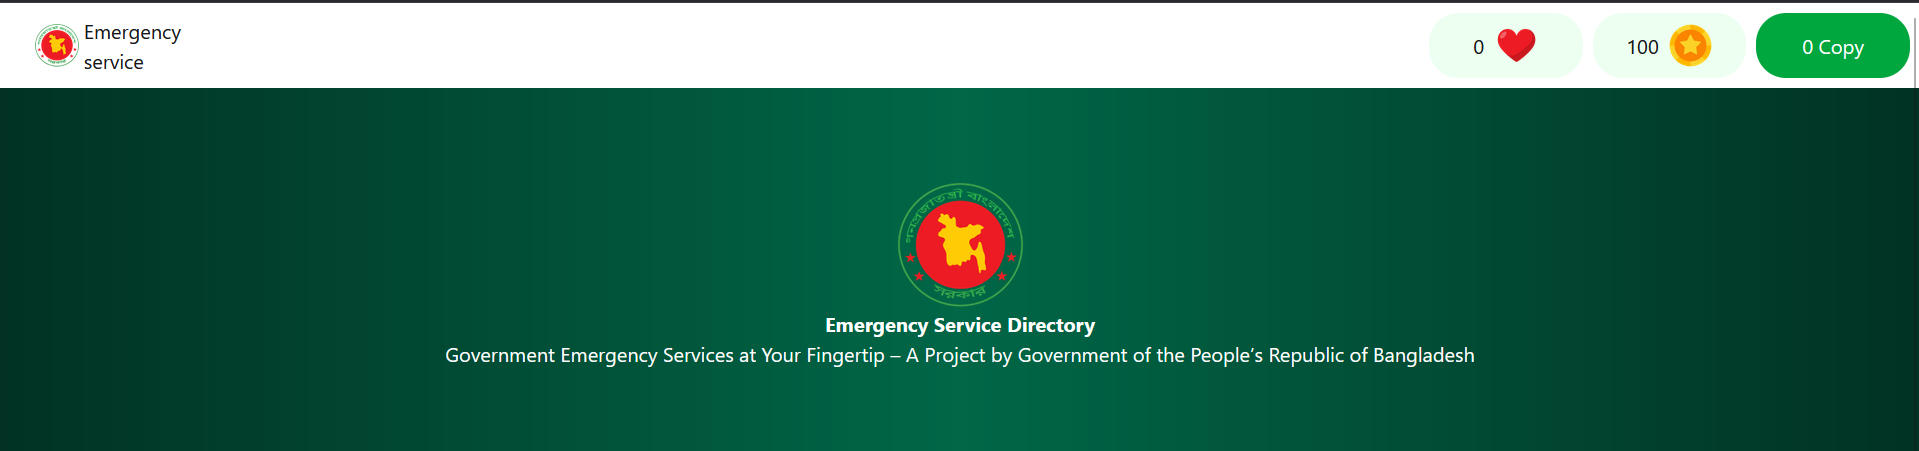 Emergency
service
0
100
0 Copy
গনপ্রজাতন্ত্রী বাংলাদেশ
সরকার
Emergency Service Directory
Government Emergency Services at Your Fingertip – A Project by Government of the People’s Republic of Bangladesh